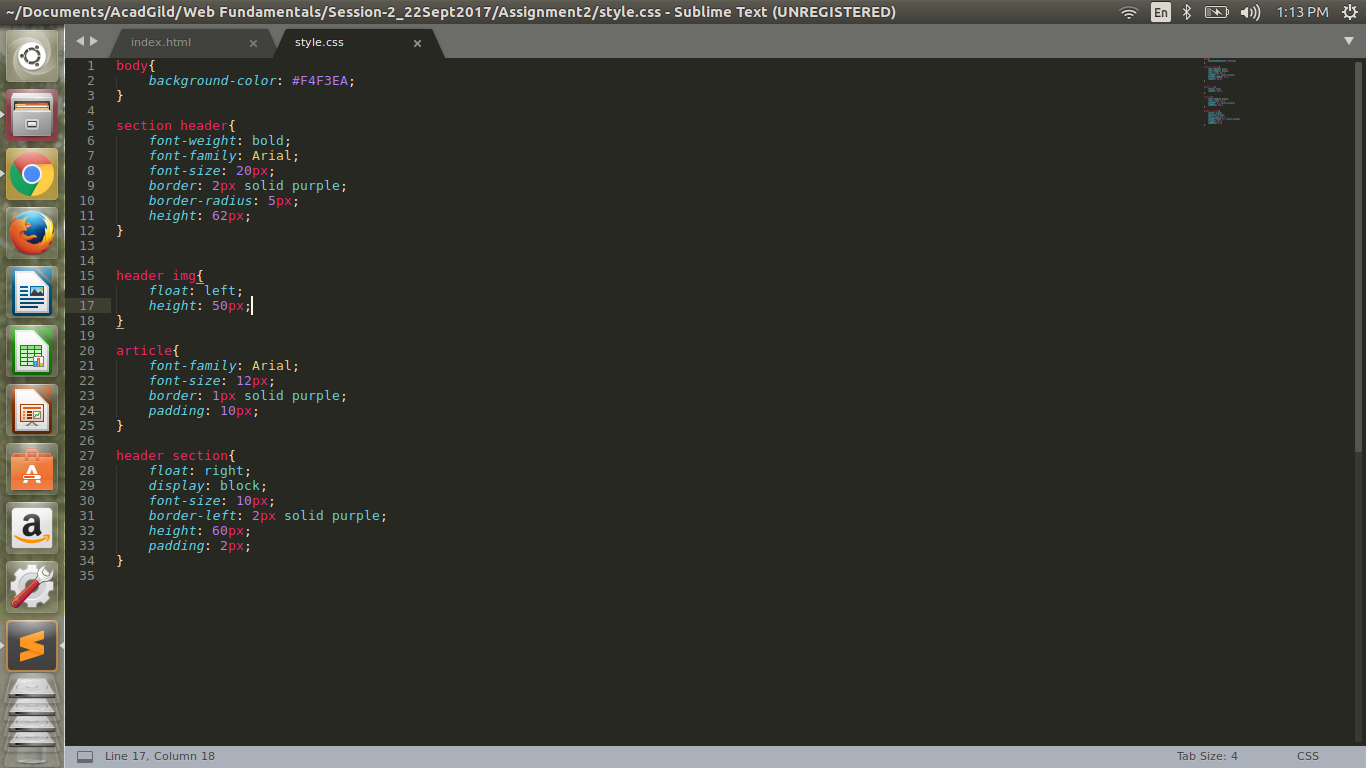 ~/Documents/AcadGild/Web Fundamentals/Session-2_22Sept2017/Assignment2/style.css - Sublime Text (UNREGISTERED)
En
1:13 PM
index.html ×
style.css ×
1 body{
2     background-color: #F4F3EA;
3 }
4
5 section header{
6     font-weight: bold;
7     font-family: Arial;
8     font-size: 20px;
9     border: 2px solid purple;
10     border-radius: 5px;
11     height: 62px;
12 }
13
14
15 header img{
16     float: left;
17     height: 50px;
18 }
19
20 article{
21     font-family: Arial;
22     font-size: 12px;
23     border: 1px solid purple;
24     padding: 10px;
25 }
26
27 header section{
28     float: right;
29     display: block;
30     font-size: 10px;
31     border-left: 2px solid purple;
32     height: 60px;
33     padding: 2px;
34 }
35
A
a
Line 17, Column 18
Tab Size: 4
CSS